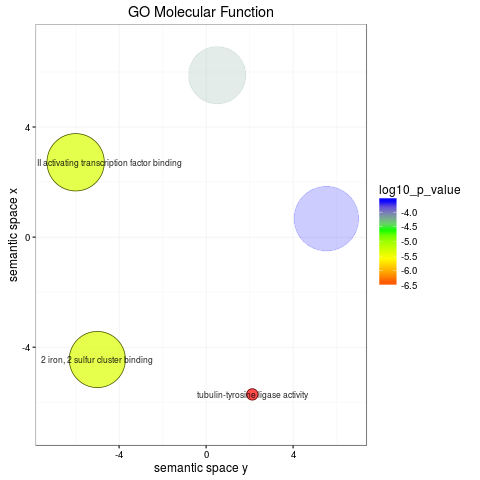 GO Molecular Function
semantic space x
4
0
-4
ll activating transcription factor binding
2 iron, 2 sulfur cluster binding
tubulin-tyrosine ligase activity
-4
0
4
semantic space y
log10_p_value
-4.0
-4.5
-5.0
-5.5
-6.0
-6.5